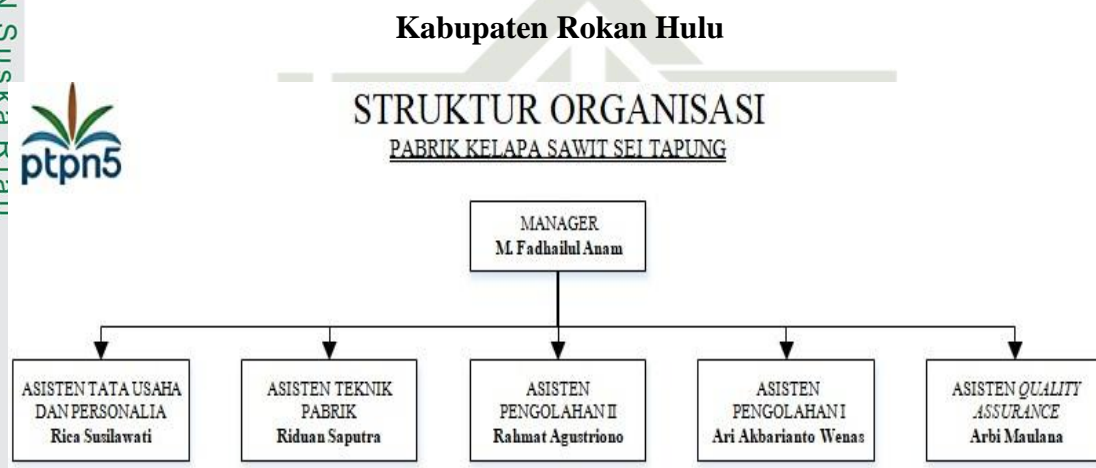 N Suska Riau
Kabupaten Rokan Hulu
ptpn5
STRUKTUR ORGANISASI
PABRIK KELAPA SAWIT SEI TAPUNG
MANAGER
M. Fadhailul Anam
ASISTEN TATA USAHA
DAN PERSONALIA
Rica Susilawati
ASISTEN TEKNIK
PABRIK
Riduan Saputra
ASISTEN
PENGOLAHAN II
Rahmat Agustriono
ASISTEN
PENGOLAHAN I
Ari Akbarianto Wenas
ASISTEN QUALITY
ASSURANCE
Arbi Maulana